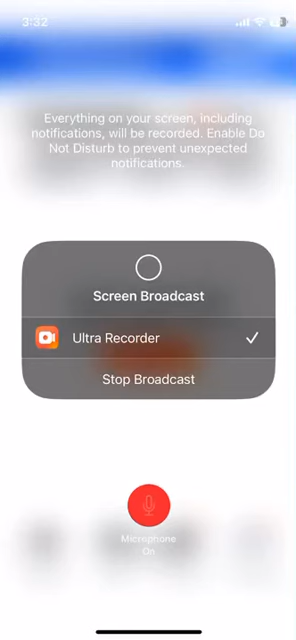 3:32
Everything on your screen, including
notifications, will be recorded. Enable Do
Not Disturb to prevent unexpected
notifications.
Screen Broadcast
Ultra Recorder
Stop Broadcast
Microphone
On